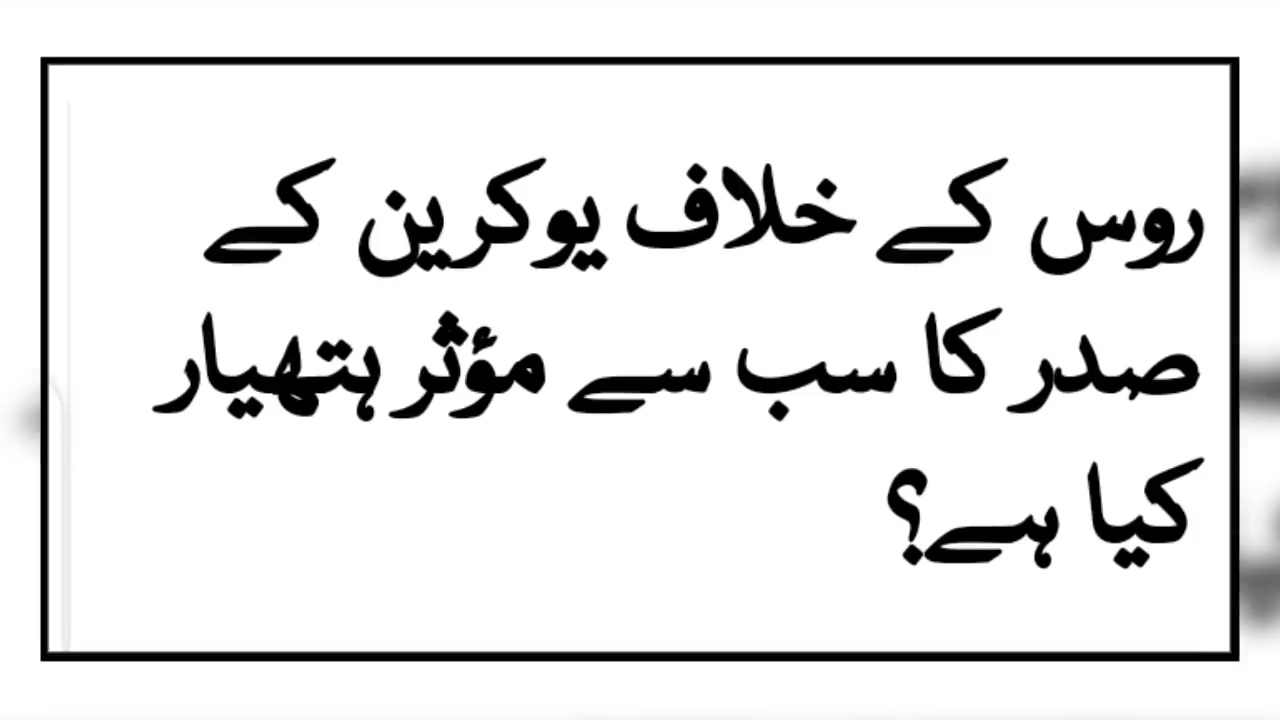 روس کے خلاف یوکرین کے
صدر کا سب سے مؤثر ہتھیار
کیا ہے؟